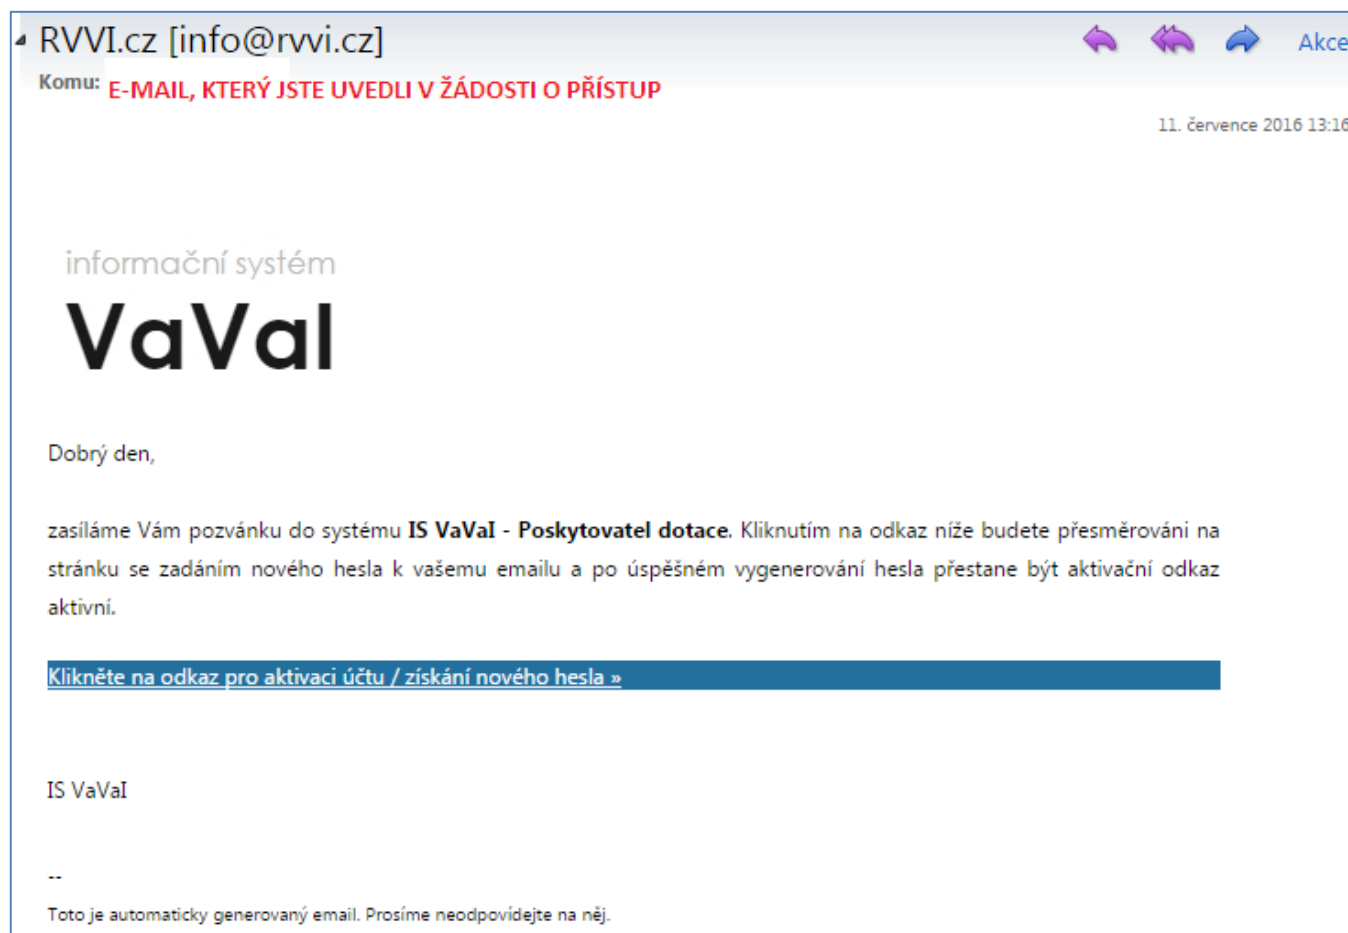 RVVI.cz [info@rvvi.cz]
Akce
Komu: E-MAIL, KTERÝ JSTE UVEDLI V ŽÁDOSTI O PŘÍSTUP
11. července 2016 13:16
informační systém
VaVaI
Dobrý den,
zasíláme Vám pozvánku do systému IS VaVaI - Poskytovatel dotace. Kliknutím na odkaz níže budete přesměrováni na
stránku se zadáním nového hesla k vašemu emailu a po úspěšném vygenerování hesla přestane být aktivační odkaz
aktivní.
Klikněte na odkaz pro aktivaci účtu / získání nového hesla »
IS VaVaI
--
Toto je automaticky generovaný email. Prosíme neodpovídejte na něj.